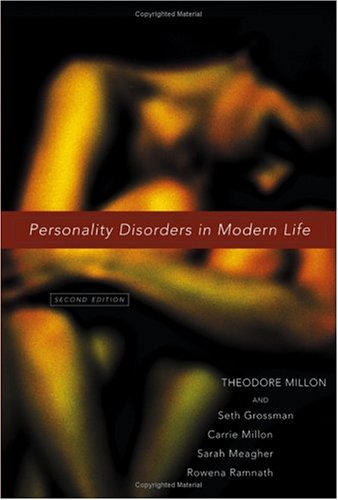 Copyrighted Material
Personality Disorders in Modern Life
SECOND EDITION
THEODORE MILLON
AND
Seth Grossman
Carrie Millon
Sarah Meagher
Rowena Ramnath
Copyrighted Material